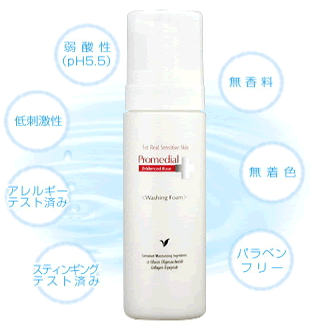 弱酸性
(pH5.5)
無香料
低刺激性
無着色
アレルギー
テスト済み
パラベン
フリー
スティンギング
テスト済み
For Real Sensitive Skin
Promedial
<Washing Foam>